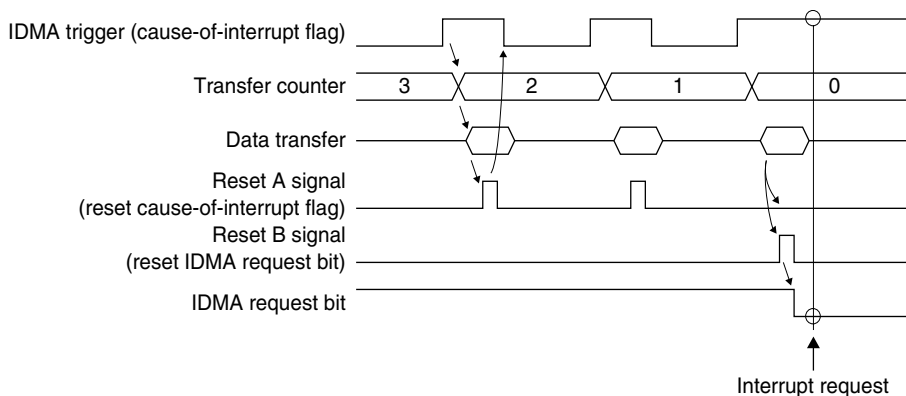 IDMA trigger (cause-of-interrupt flag)
Transfer counter 3 2 1 0
Data transfer
Reset A signal
(reset cause-of-interrupt flag)
Reset B signal
(reset IDMA request bit)
IDMA request bit
Interrupt request